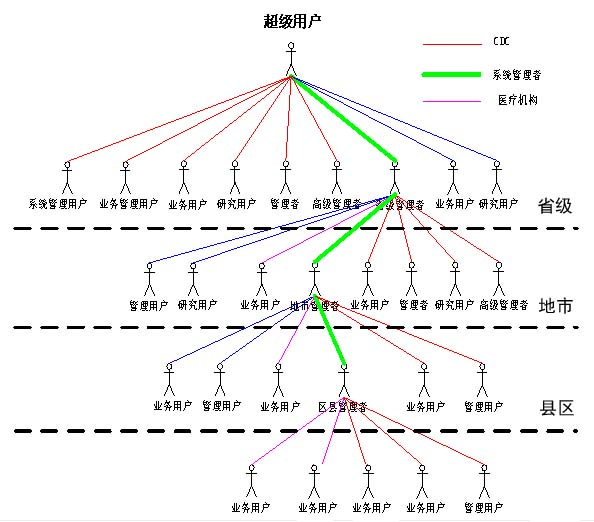 超级用户
CDC
系统管理者
医疗机构
系统管理用户 业务管理用户 业务用户 研究用户 管理者 高级管理者 省级管理者 业务用户 研究用户
省级
管理用户 研究用户 业务用户 地市管理者 业务用户 管理者 研究用户 高级管理者
地市
业务用户 管理用户 业务用户 区县管理者 业务用户 管理用户
县区
业务用户 业务用户 业务用户 业务用户 管理用户